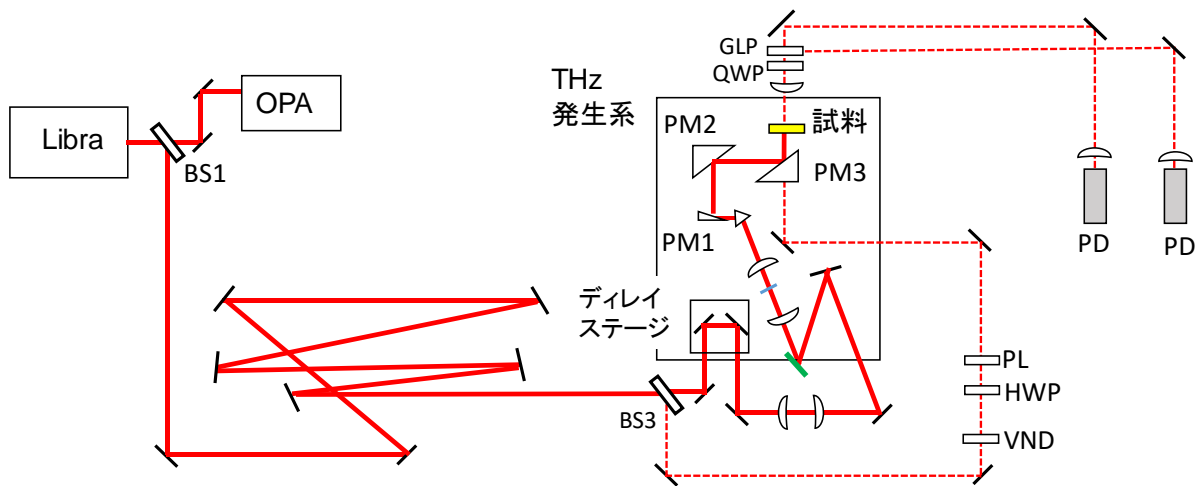 GLP
QWP
THz
発生系
OPA
Libra
BS1
試料
PM2
PM3
PM1
PD
PD
ディレイ
ステージ
PL
HWP
BS3
VND